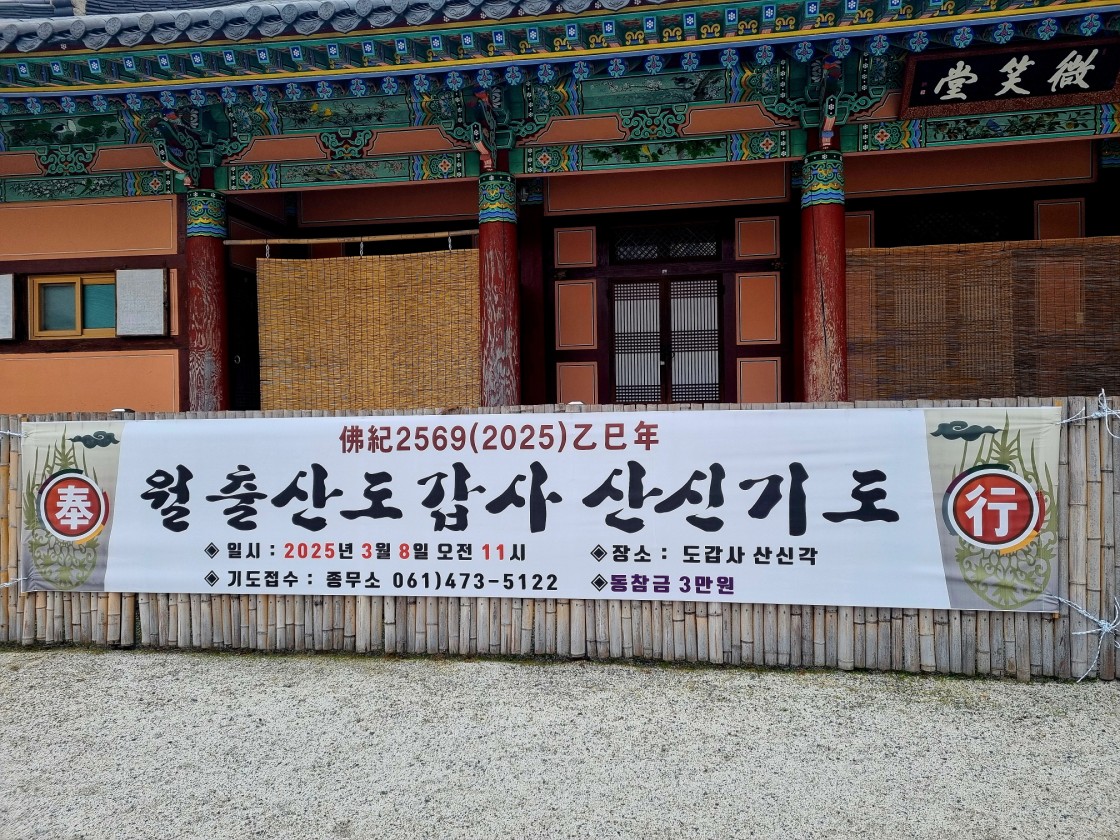 微笑堂
佛紀2569(2025)乙巳年
월출산도갑사 산신기도
◈ 일시 : 2025년 3월 8일 오전 11시
◈ 장소 : 도갑사 산신각
◈ 기도접수 : 종무소 061)473-5122
◈동참금 3만원
奉
行